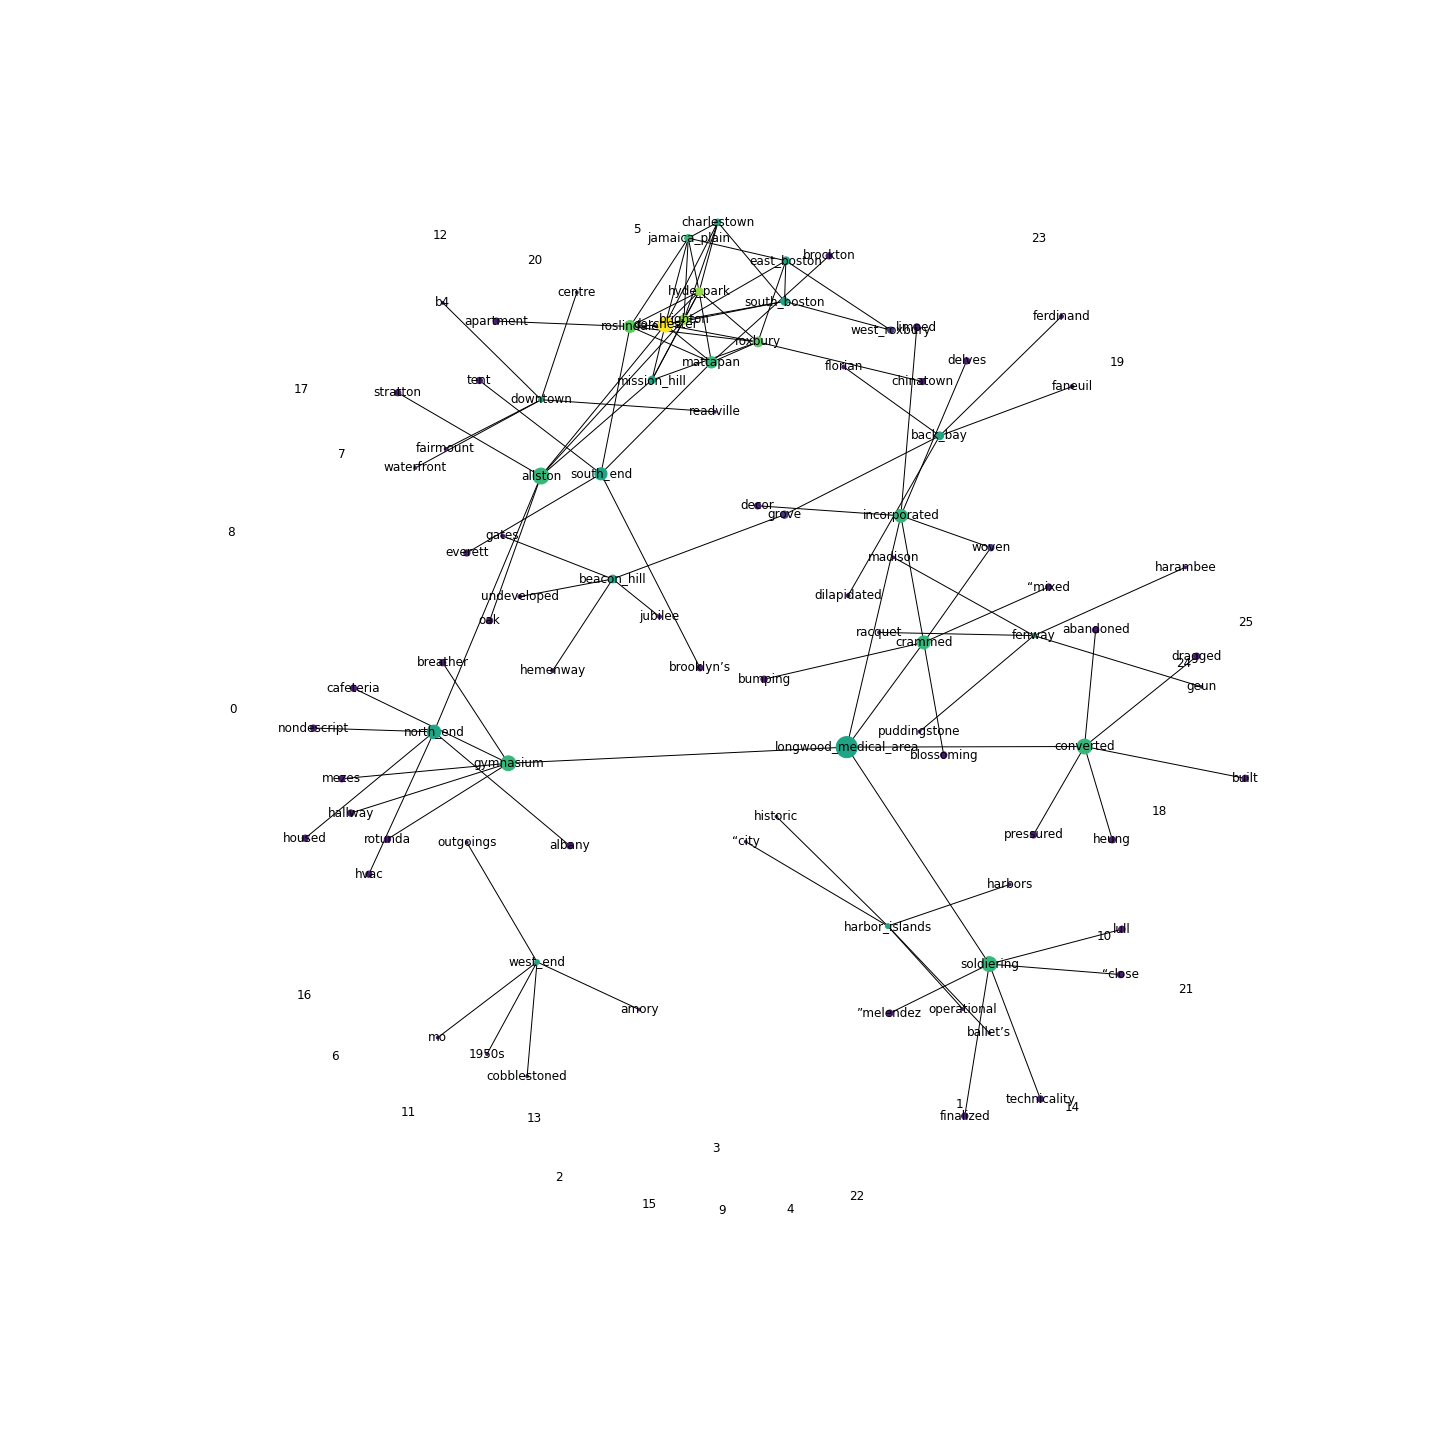 charlestown
5
12
jamaica_plain
23
brockton
20
east_boston
hyde_park
centre
b4
south_boston
ferdinand
brighton
apartment
roslindale
dorchester
limned
west_roxbury
roxbury
delves
19
mattapan
florian
tent
mission_hill
chinatown
faneuil
17
stratton
downtown
readville
back_bay
fairmount
7
waterfront
allston
south_end
decor
grove
incorporated
8
gates
everett
woven
madison
harambee
beacon_hill
“mixed
undeveloped
dilapidated
jubilee
oak
25
abandoned
racquet
fenway
crammed
dragged
breather
24
brooklyn’s
hemenway
bumping
geun
cafeteria
0
nondescript
north_end
puddingstone
longwood_medical_area
converted
blossoming
gymnasium
mezes
built
18
hallway
historic
pressured
housed
rotunda
heung
outgoings
“city
albany
hvac
harbors
harbor_islands
lull
10
west_end
soldiering
“close
21
16
amory
operational
”melendez
ballet’s
mo
1950s
6
cobblestoned
technicality
1
14
11
finalized
13
3
2
22
15
9
4